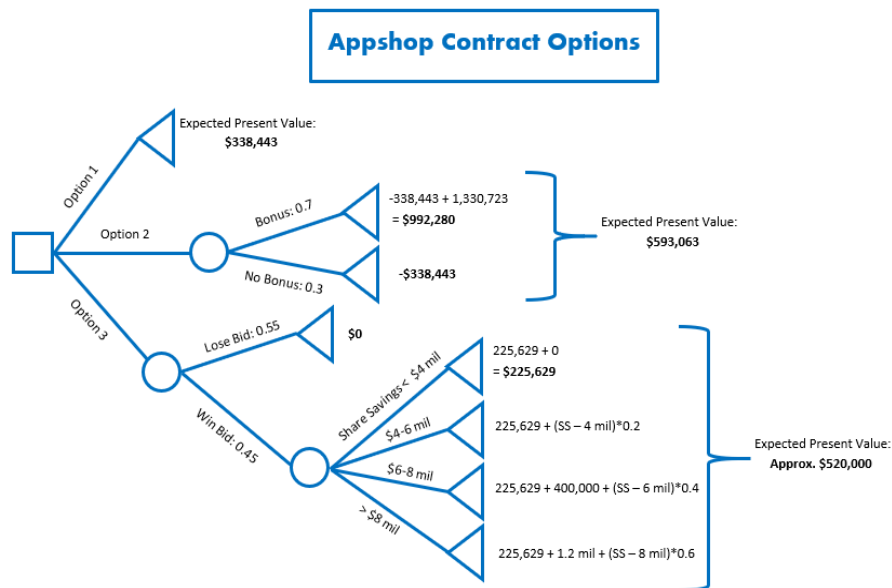 Appshop Contract Options
Expected Present Value:
$338,443
Option 1
Bonus: 0.7
-338,443 + 1,330,723
= $992,280
Option 2
Expected Present Value:
$593,063
No Bonus: 0.3
-$338,443
Option 3
Lose Bid: 0.55
$0
Win Bid: 0.45
Share Savings < $4 mil
225,629 + 0
= $225,629
$4-6 mil
225,629 + (SS – 4 mil)*0.2
Expected Present Value:
Approx. $520,000
$6-8 mil
225,629 + 400,000 + (SS – 6 mil)*0.4
> $8 mil
225,629 + 1.2 mil + (SS – 8 mil)*0.6